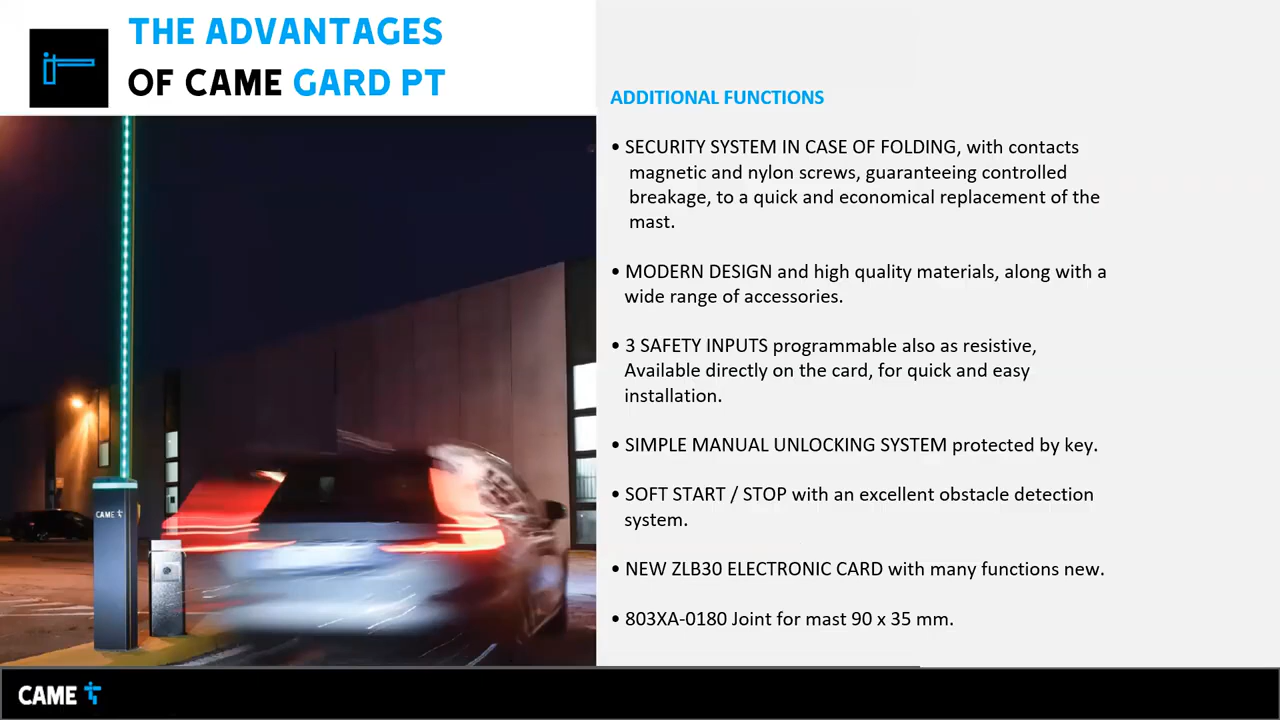 THE ADVANTAGES
OF CAME GARD PT
ADDITIONAL FUNCTIONS
• SECURITY SYSTEM IN CASE OF FOLDING, with contacts
magnetic and nylon screws, guaranteeing controlled
breakage, to a quick and economical replacement of the
mast.
• MODERN DESIGN and high quality materials, along with a
wide range of accessories.
• 3 SAFETY INPUTS programmable also as resistive,
Available directly on the card, for quick and easy
installation.
• SIMPLE MANUAL UNLOCKING SYSTEM protected by key.
• SOFT START / STOP with an excellent obstacle detection
system.
• NEW ZLB30 ELECTRONIC CARD with many functions new.
• 803XA-0180 Joint for mast 90 x 35 mm.
CAME
CAME